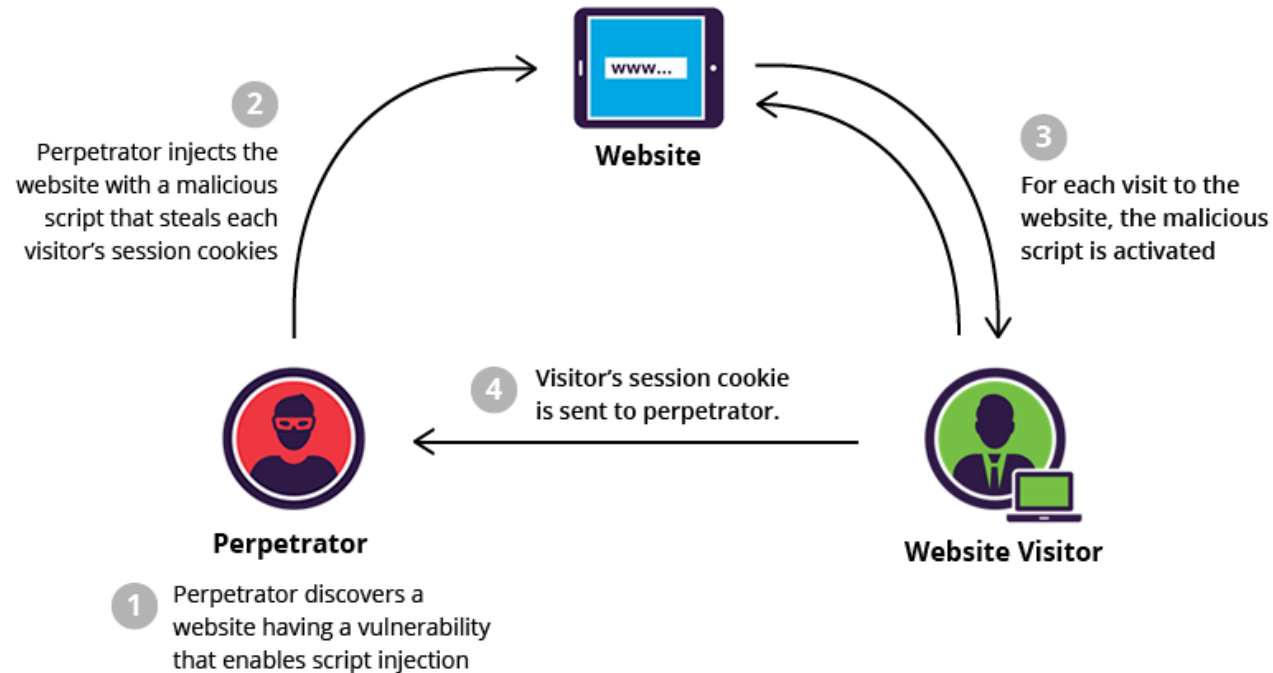 www...
Website
2
Perpetrator injects the
website with a malicious
script that steals each
visitor's session cookies
3
For each visit to the
website, the malicious
script is activated
4
Visitor's session cookie
is sent to perpetrator.
Perpetrator
Website Visitor
1
Perpetrator discovers a
website having a vulnerability
that enables script injection